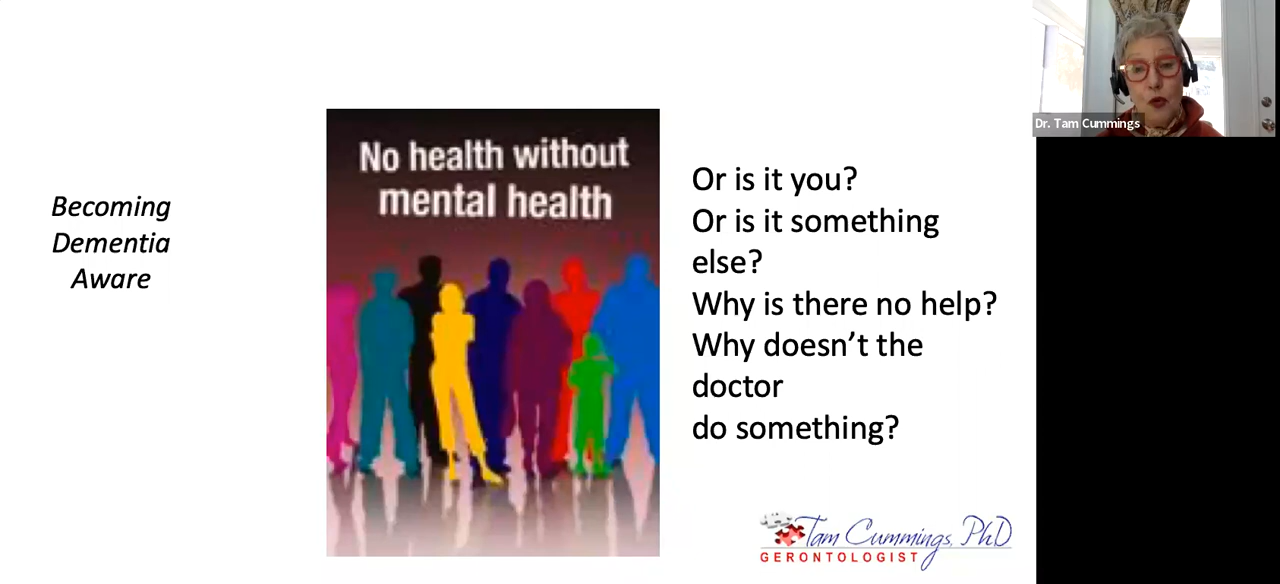 Becoming
Dementia
Aware
No health without
mental health
Or is it you?
Or is it something
else?
Why is there no help?
Why doesn’t the
doctor
do something?
Tam Cummings, PhD
GERONTOLOGIST
Dr. Tam Cummings